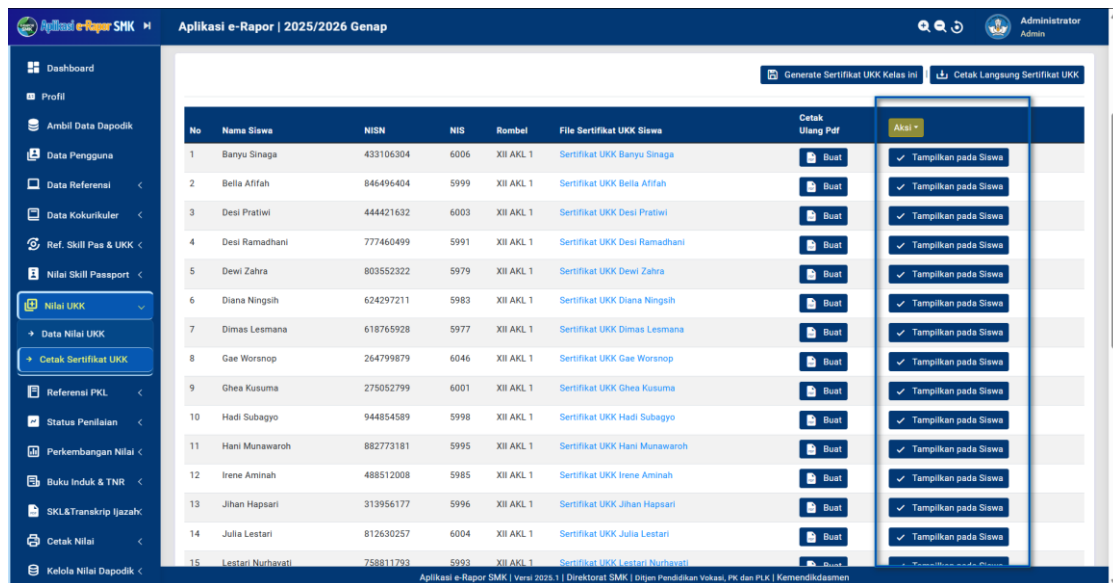 Aplikasi e-Rapor SMK
Aplikasi e-Rapor | 2025/2026 Genap
Administrator
Admin
Dashboard
Profil
Ambil Data Dapodik
Data Pengguna
Data Referensi
Data Kokurikuler
Ref. Skill Pas & UKK
Nilai Skill Passport
Nilai UKK
Data Nilai UKK
Cetak Sertifikat UKK
Referensi PKL
Status Penilaian
Perkembangan Nilai
Buku Induk & TNR
SKL&Transkrip Ijazah
Cetak Nilai
Kelola Nilai Dapodik
Generate Sertifikat UKK Kelas ini | Cetak Langsung Sertifikat UKK
No Nama Siswa NISN NIS Rombel File Sertifikat UKK Siswa Cetak Ulang Pdf Aksi
1 Banyu Sinaga 433106304 6006 XII AKL 1 Sertifikat UKK Banyu Sinaga Buat Tampilkan pada Siswa
2 Bella Afifah 846496404 5999 XII AKL 1 Sertifikat UKK Bella Afifah Buat Tampilkan pada Siswa
3 Desi Pratiwi 444421632 6003 XII AKL 1 Sertifikat UKK Desi Pratiwi Buat Tampilkan pada Siswa
4 Desi Ramadhani 777460499 5991 XII AKL 1 Sertifikat UKK Desi Ramadhani Buat Tampilkan pada Siswa
5 Dewi Zahra 803552322 5979 XII AKL 1 Sertifikat UKK Dewi Zahra Buat Tampilkan pada Siswa
6 Diana Ningsih 624297211 5983 XII AKL 1 Sertifikat UKK Diana Ningsih Buat Tampilkan pada Siswa
7 Dimas Lesmana 618765928 5977 XII AKL 1 Sertifikat UKK Dimas Lesmana Buat Tampilkan pada Siswa
8 Gae Worsnop 264799879 6046 XII AKL 1 Sertifikat UKK Gae Worsnop Buat Tampilkan pada Siswa
9 Ghea Kusuma 275052799 6001 XII AKL 1 Sertifikat UKK Ghea Kusuma Buat Tampilkan pada Siswa
10 Hadi Subagyo 944854589 5998 XII AKL 1 Sertifikat UKK Hadi Subagyo Buat Tampilkan pada Siswa
11 Hani Munawaroh 882773181 5995 XII AKL 1 Sertifikat UKK Hani Munawaroh Buat Tampilkan pada Siswa
12 Irene Aminah 488512008 5985 XII AKL 1 Sertifikat UKK Irene Aminah Buat Tampilkan pada Siswa
13 Jihan Hapsari 313956177 5996 XII AKL 1 Sertifikat UKK Jihan Hapsari Buat Tampilkan pada Siswa
14 Julia Lestari 812630257 6004 XII AKL 1 Sertifikat UKK Julia Lestari Buat Tampilkan pada Siswa
15 Lestari Nurhayati 758811793 5993 XII AKL 1 Sertifikat UKK Lestari Nurhayati Buat Tampilkan pada Siswa
Aplikasi e-Rapor SMK | Versi 2025.1 | Direktorat SMK | Ditjen Pendidikan Vokasi, PK dan PLK | Kemendikdasmen